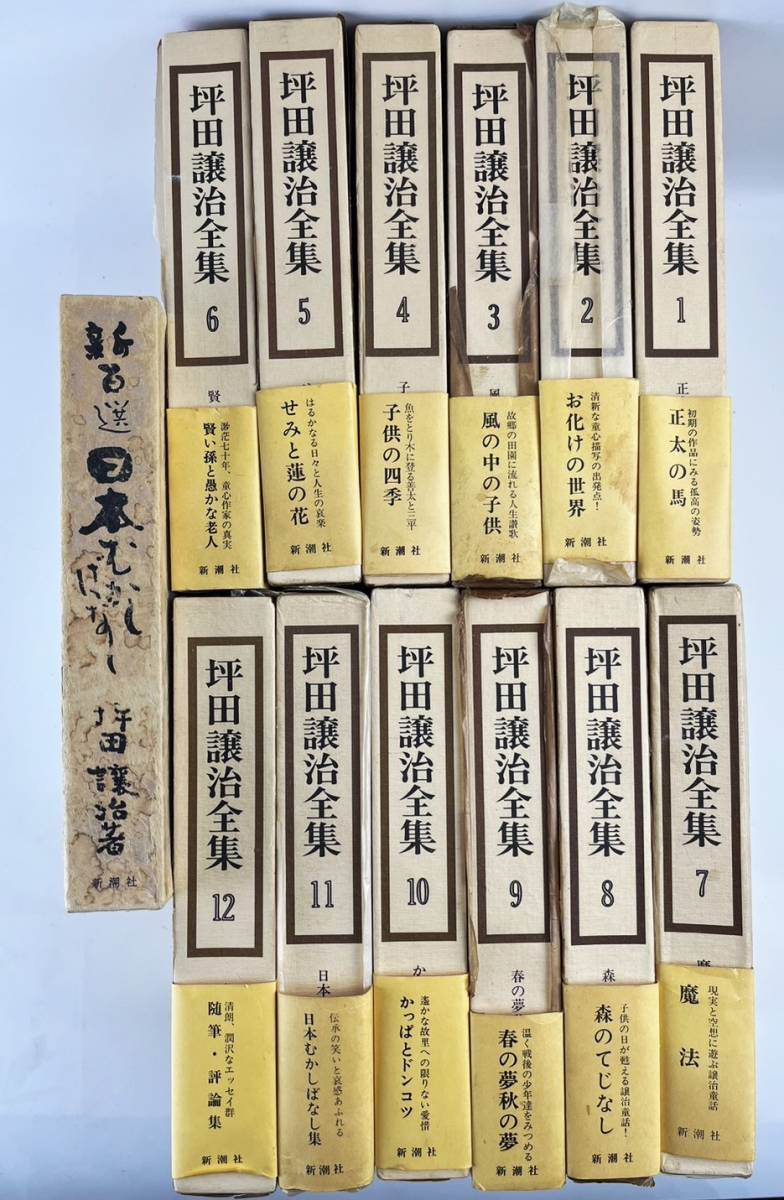 坪田譲治全集
1
正
初期の作品にみる孤高の姿勢
正太の馬
新潮社
坪田譲治全集
2
清新な童心描写の出発点!
お化けの世界
新潮社
坪田譲治全集
3
風
故郷の田園に流れる人生讃歌
風の中の子供
新潮社
坪田譲治全集
4
子
魚をとり木に登る善太と三平
子供の四季
新潮社
坪田譲治全集
5
はるかなる日々と人生の哀楽
せみと蓮の花
新潮社
坪田譲治全集
6
賢
渺茫七十年、童心作家の真実
賢い孫と愚かな老人
新潮社
新百選
日本むかしばなし
坪田譲治著
新潮社
坪田譲治全集
7
魔
現実と空想に遊ぶ譲治童話
魔法
新潮社
坪田譲治全集
8
森
子供の日が甦える譲治童話!
森のてじなし
新潮社
坪田譲治全集
9
春の夢
温く戦後の少年達をみつめる
春の夢秋の夢
新潮社
坪田譲治全集
10
か
遙かな故里への限りない愛惜
かっぱとドンコツ
新潮社
坪田譲治全集
11
日本
伝承の笑いと哀感あふれる
日本むかしばなし集
新潮社
坪田譲治全集
12
清朗、潤沢なエッセイ群
随筆・評論集
新潮社